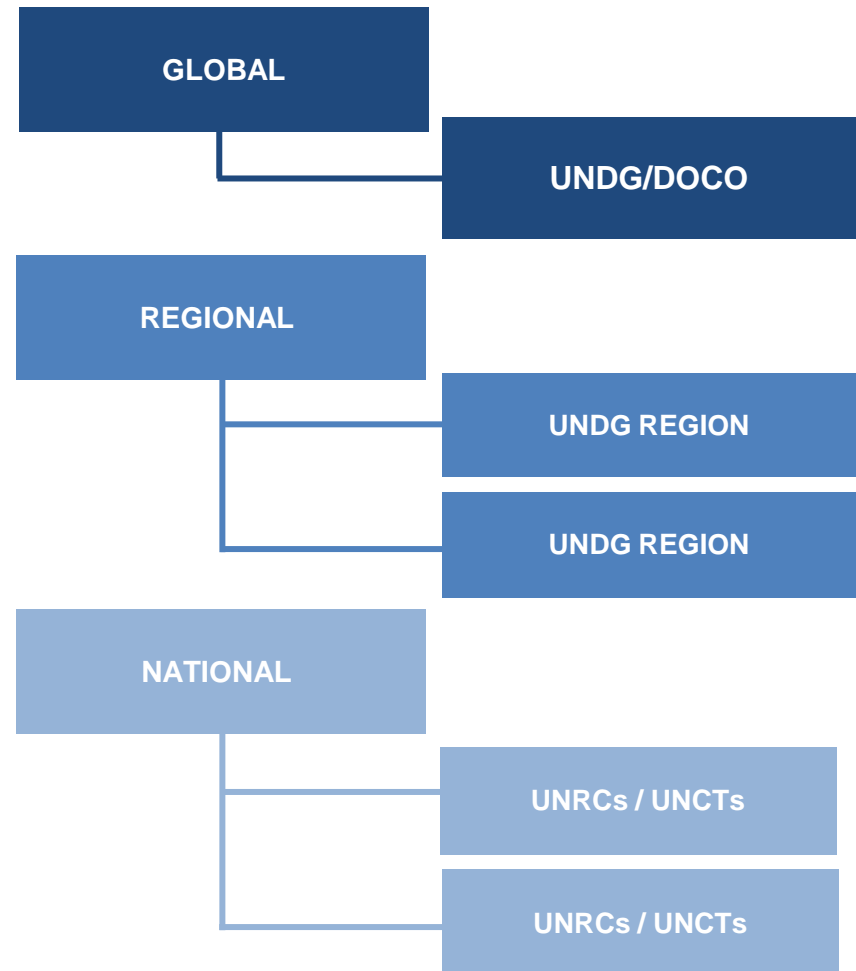 GLOBAL
UNDG/DOCO
REGIONAL
UNDG REGION
UNDG REGION
NATIONAL
UNRCs / UNCTs
UNRCs / UNCTs